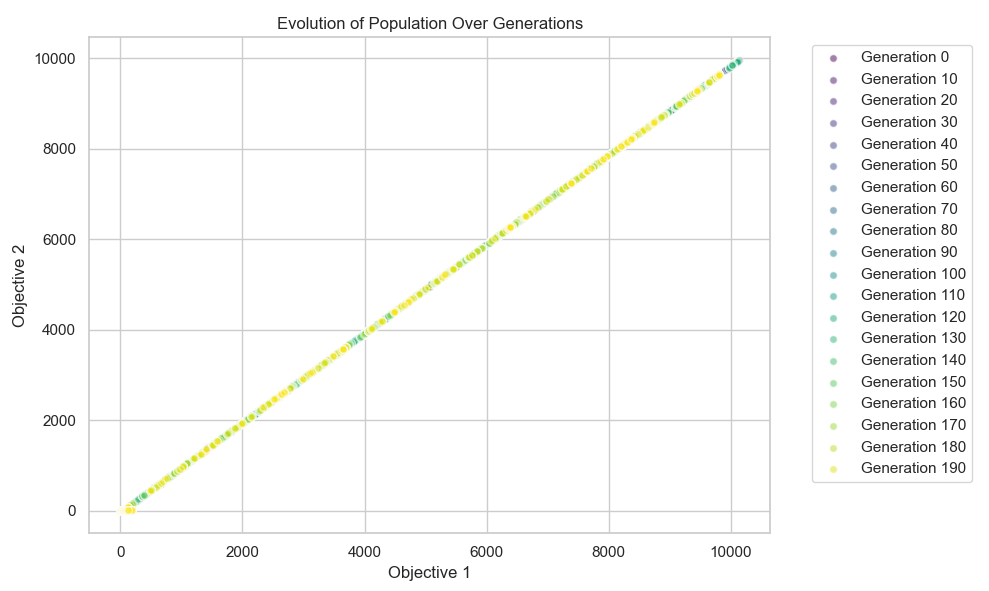 Evolution of Population Over Generations
10000
8000
6000
4000
2000
0
Objective 2
0
2000
4000
6000
8000
10000
Objective 1
Generation 0
Generation 10
Generation 20
Generation 30
Generation 40
Generation 50
Generation 60
Generation 70
Generation 80
Generation 90
Generation 100
Generation 110
Generation 120
Generation 130
Generation 140
Generation 150
Generation 160
Generation 170
Generation 180
Generation 190